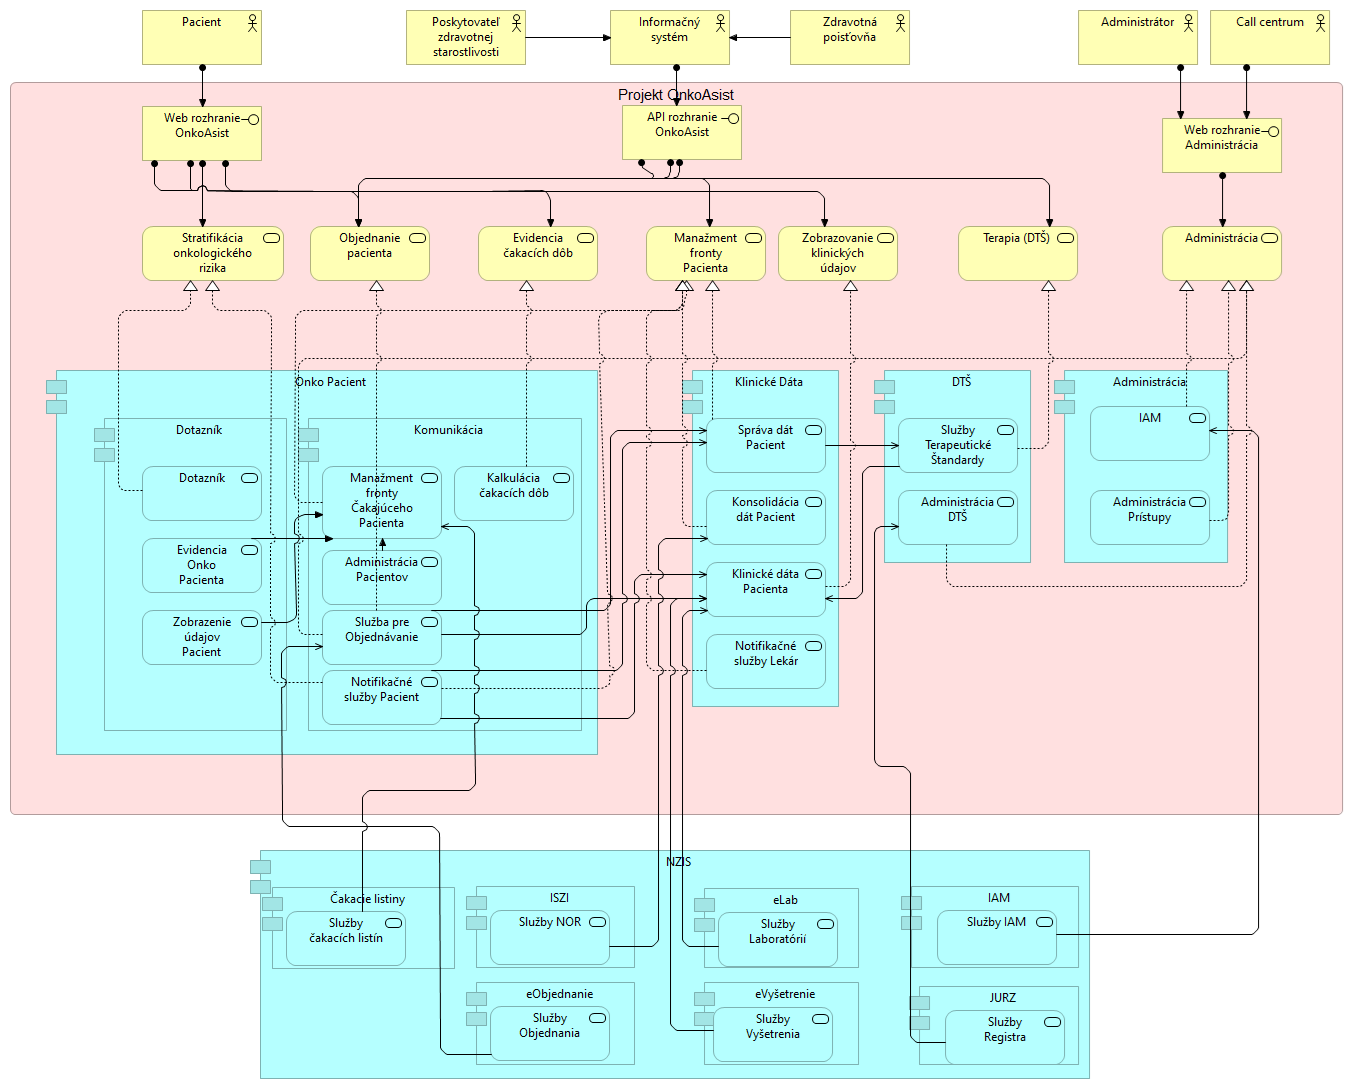 Pacient
Poskytovateľ
zdravotnej
starostlivosti
Informačný
systém
Zdravotná
poisťovňa
Administrátor
Call centrum
Projekt OnkoAsist
Web rozhranie
OnkoAsist
API rozhranie
OnkoAsist
Web rozhranie
Administrácia
Stratifikácia
onkologického
rizika
Objednanie
pacienta
Evidencia
čakacích dôb
Manažment
fronty
Pacienta
Zobrazovanie
klinických
údajov
Terapia (DTŠ)
Administrácia
Onko Pacient
Klinické Dáta
DTŠ
Administrácia
Dotazník
Komunikácia
Dotazník
Manažment
fronty
Čakajúceho
Pacienta
Kalkulácia
čakacích dôb
Evidencia
Onko
Pacienta
Administrácia
Pacientov
Zobrazenie
údajov
Pacient
Služba pre
Objednávanie
Notifikačné
služby Pacient
Správa dát
Pacient
Konsolidácia
dát Pacient
Klinické dáta
Pacienta
Notifikačné
služby Lekár
Služby
Terapeutické
Štandardy
Administrácia
DTŠ
IAM
Administrácia
Prístupy
NZIS
Čakacie listiny
Služby
čakacích listín
ISZI
Služby NOR
eLab
Služby
Laboratórií
IAM
Služby IAM
eObjednanie
Služby
Objednania
eVyšetrenie
Služby
Vyšetrenia
JURZ
Služby
Registra